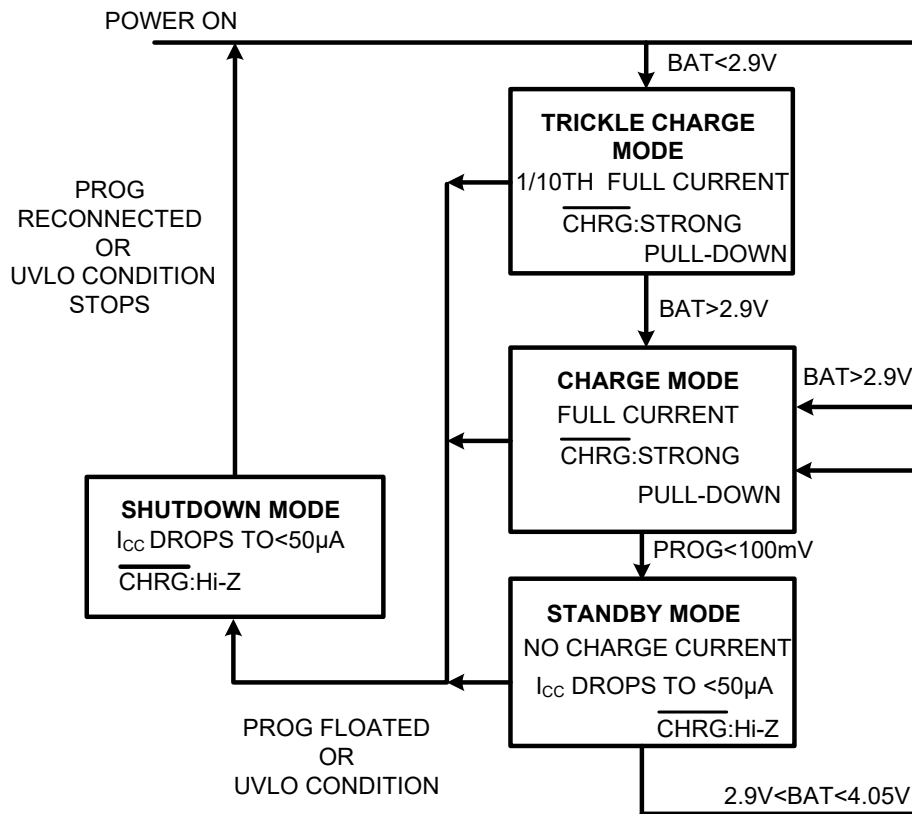 POWER ON
BAT<2.9V
TRICKLE CHARGE
MODE
1/10TH FULL CURRENT
CHRG:STRONG
PULL-DOWN
PROG
RECONNECTED
OR
UVLO CONDITION
STOPS
BAT>2.9V
CHARGE MODE
FULL CURRENT
CHRG:STRONG
PULL-DOWN
BAT>2.9V
SHUTDOWN MODE
ICC DROPS TO<50µA
CHRG:Hi-Z
PROG<100mV
STANDBY MODE
NO CHARGE CURRENT
ICC DROPS TO <50µA
CHRG:Hi-Z
PROG FLOATED
OR
UVLO CONDITION
2.9V<BAT<4.05V